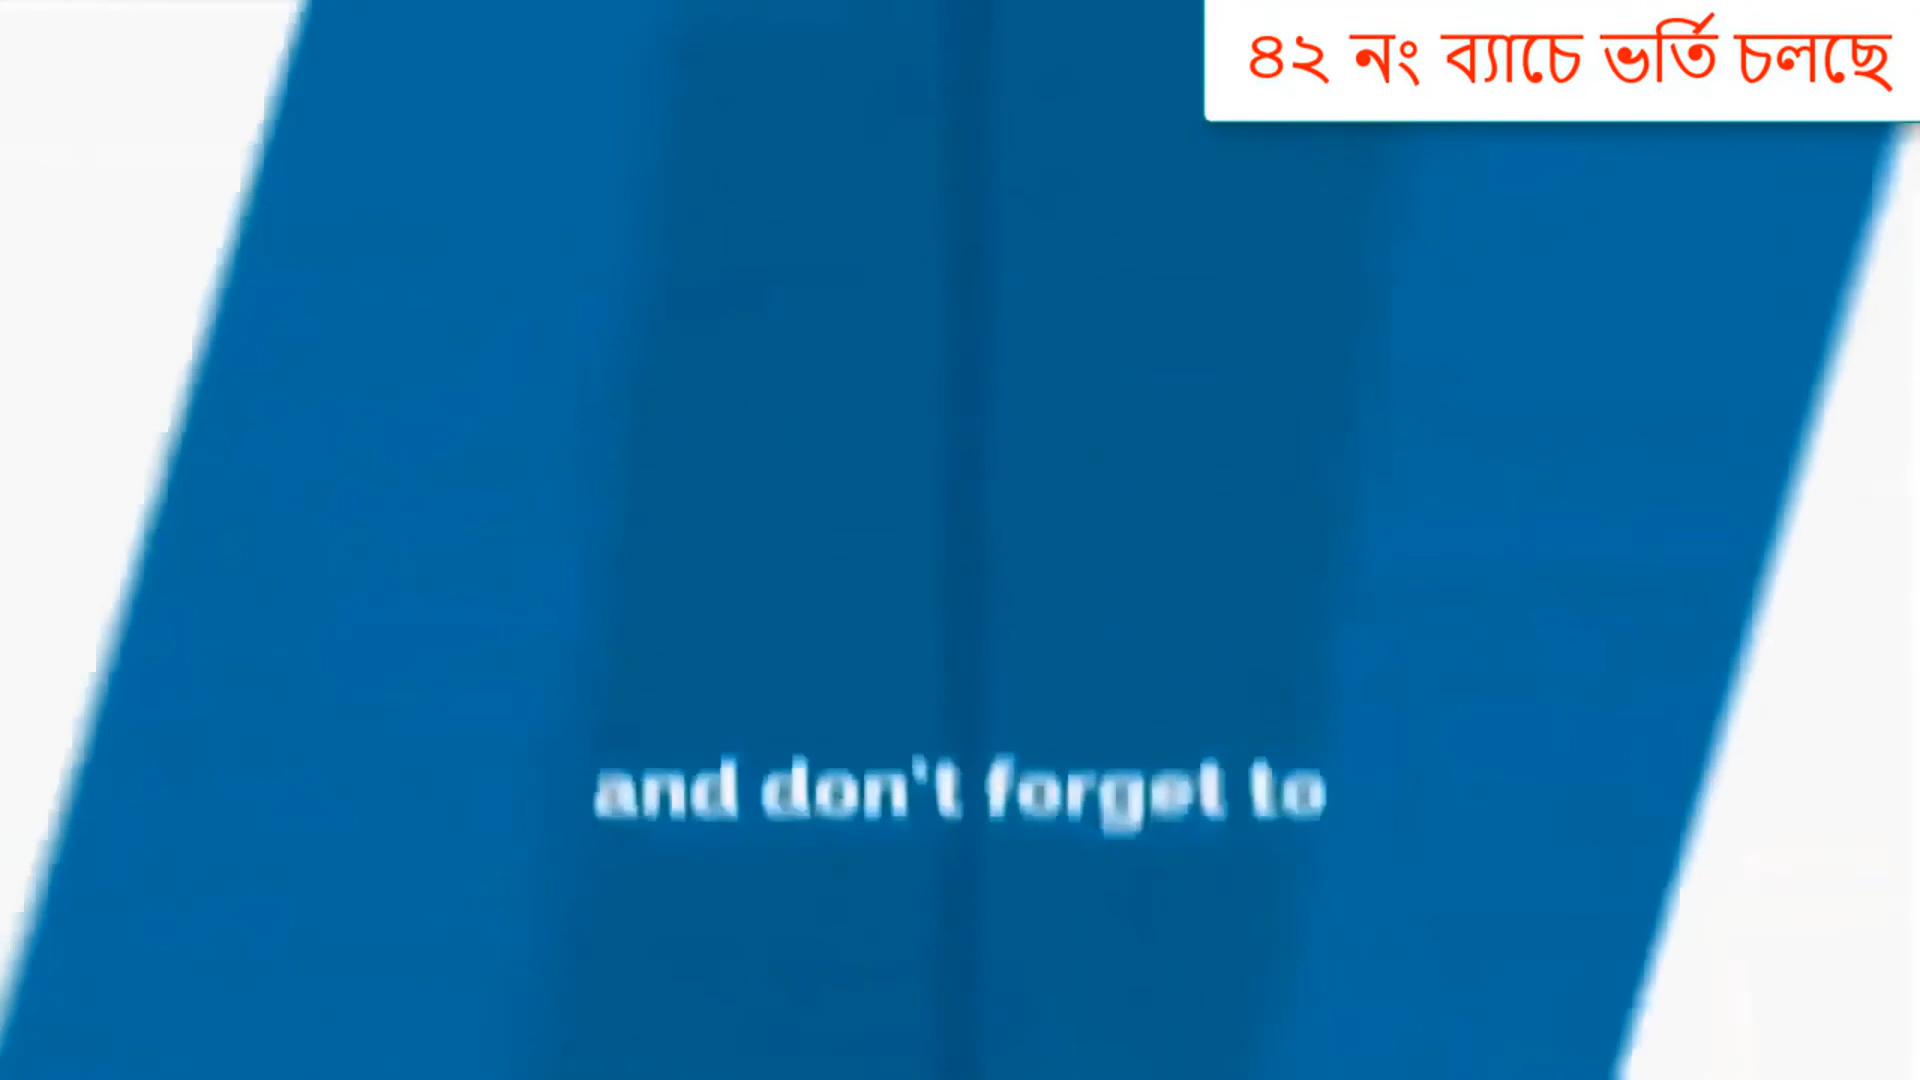 ৪২ নং ব্যাচে ভর্তি চলছে
and don't forget to